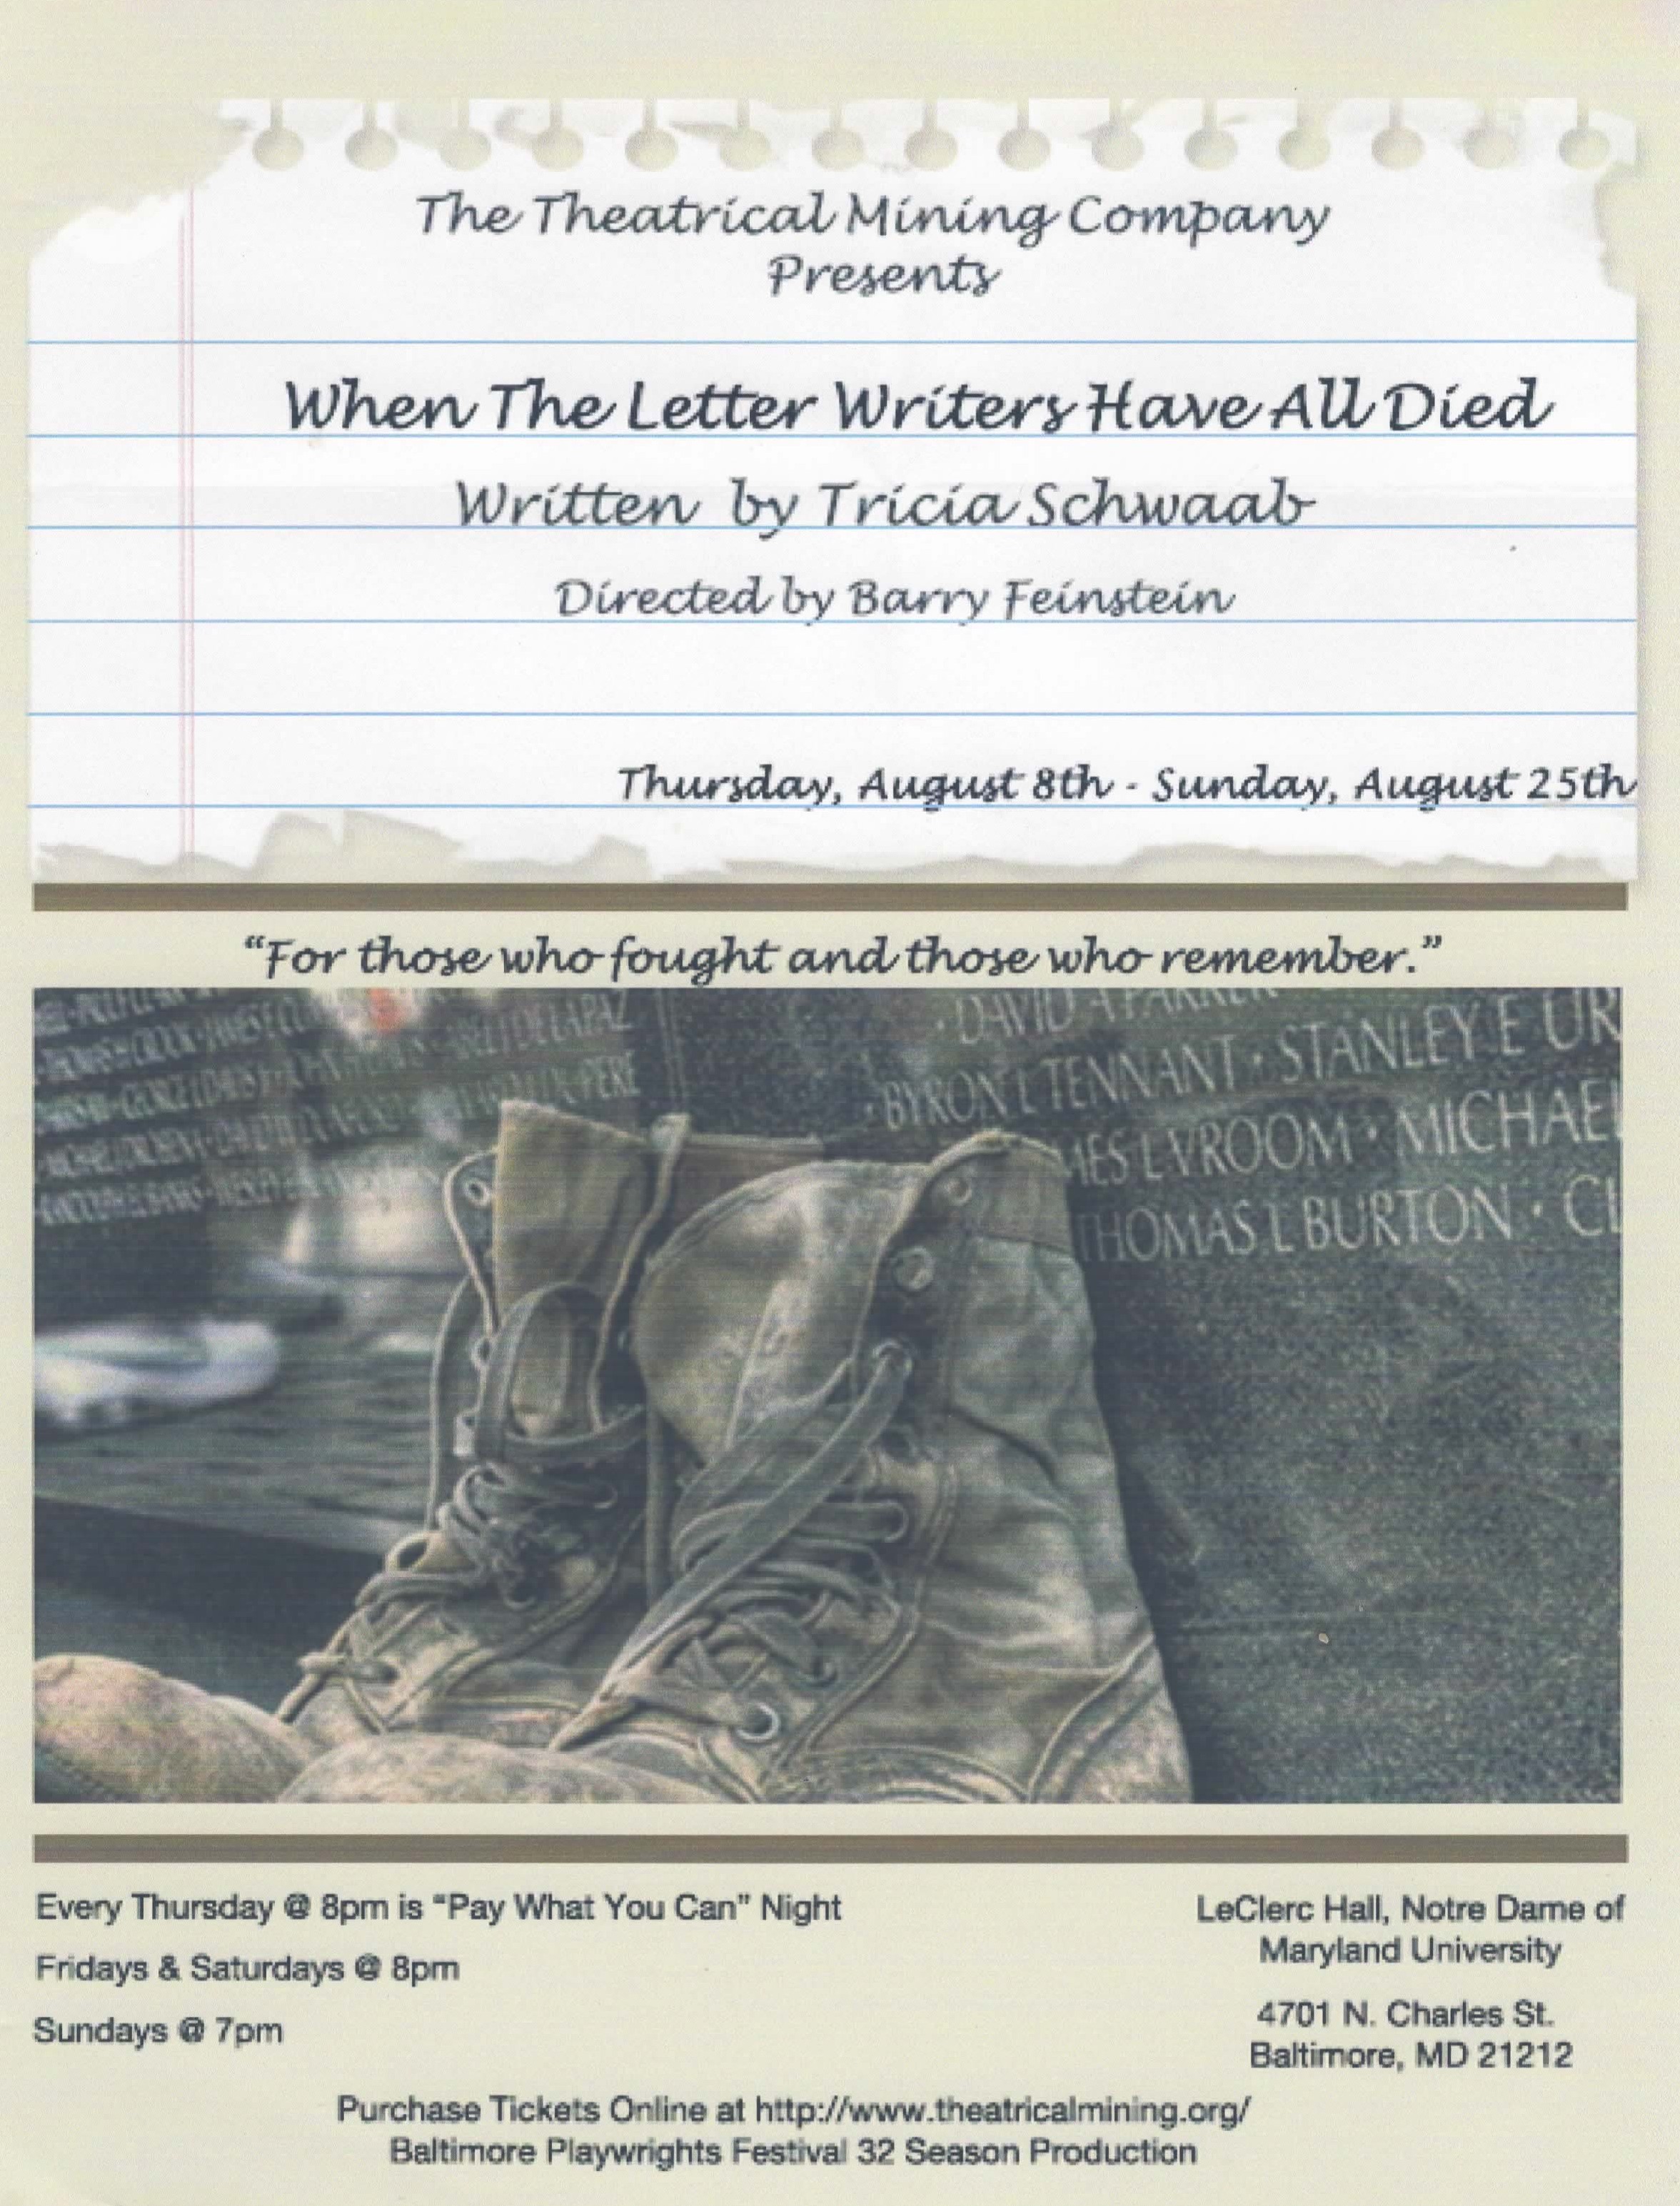 The Theatrical Mining Company
Presents
When The Letter Writers Have All Died
Written by Tricia Schwaab
Directed by Barry Feinstein
Thursday, August 8th - Sunday, August 25th
“For those who fought and those who remember.”
· DAVID A PARKER
· BYRON L TENNANT · STANLEY E
MES L VROOM · MICHAEL
THOMAS L BURTON ·
Every Thursday @ 8pm is “Pay What You Can” Night
Fridays & Saturdays @ 8pm
Sundays @ 7pm
LeClerc Hall, Notre Dame of
Maryland University
4701 N. Charles St.
Baltimore, MD 21212
Purchase Tickets Online at http://www.theatricalmining.org/
Baltimore Playwrights Festival 32 Season Production